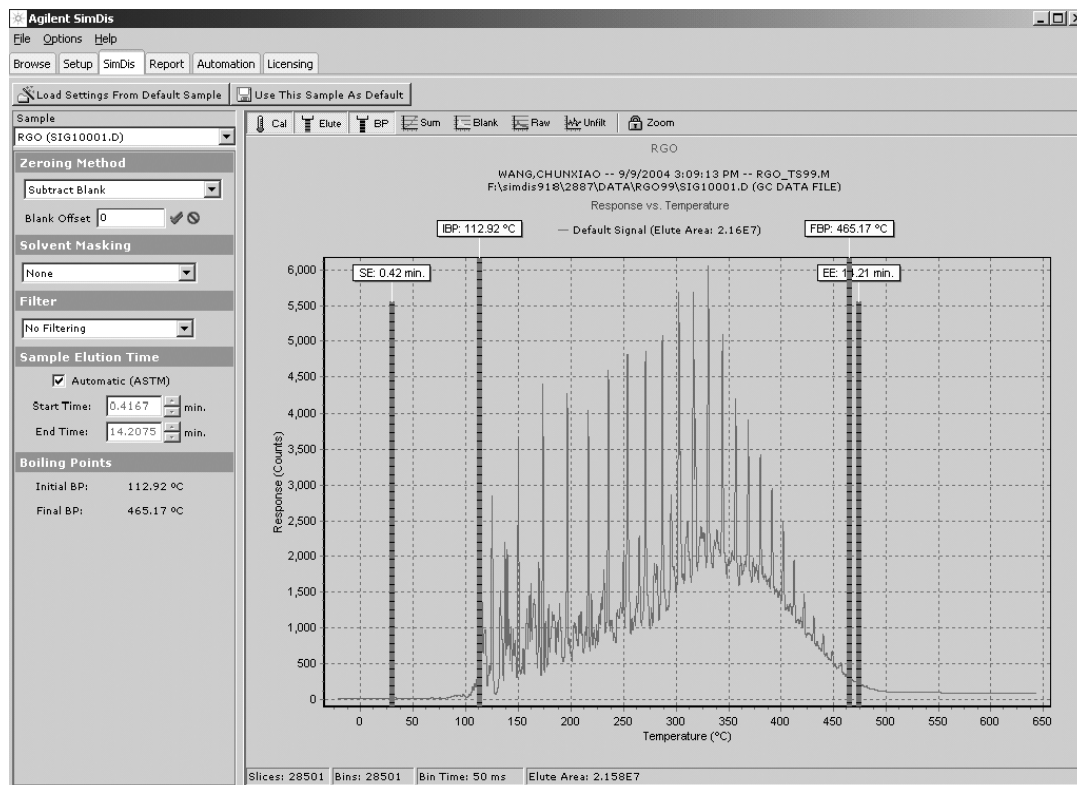 Agilent SimDis
File Options Help
Browse Setup SimDis Report Automation Licensing
Load Settings From Default Sample Use This Sample As Default
Sample
RGO (SIG10001.D)
Zeroing Method
Subtract Blank
Blank Offset 0
Solvent Masking
None
Filter
No Filtering
Sample Elution Time
Automatic (ASTM)
Start Time: 0.4167 min.
End Time: 14.2075 min.
Boiling Points
Initial BP: 112.92 ºC
Final BP: 465.17 ºC
Cal Elute BP Sum Blank Raw Unfilt Zoom
RGO
WANG,CHUNXIAO -- 9/9/2004 3:09:13 PM -- RGO_TS99.M
F:\simdis918\2887\DATA\RGO99\SIG10001.D (GC DATA FILE)
Response vs. Temperature
IBP: 112.92 ºC — Default Signal (Elute Area: 2.16E7) FBP: 465.17 ºC
SE: 0.42 min. EE: 14.21 min.
Response (Counts)
6,000
5,500
5,000
4,500
4,000
3,500
3,000
2,500
2,000
1,500
1,000
500
0
0 50 100 150 200 250 300 350 400 450 500 550 600 650
Temperature (ºC)
Slices: 28501 Bins: 28501 Bin Time: 50 ms Elute Area: 2.158E7